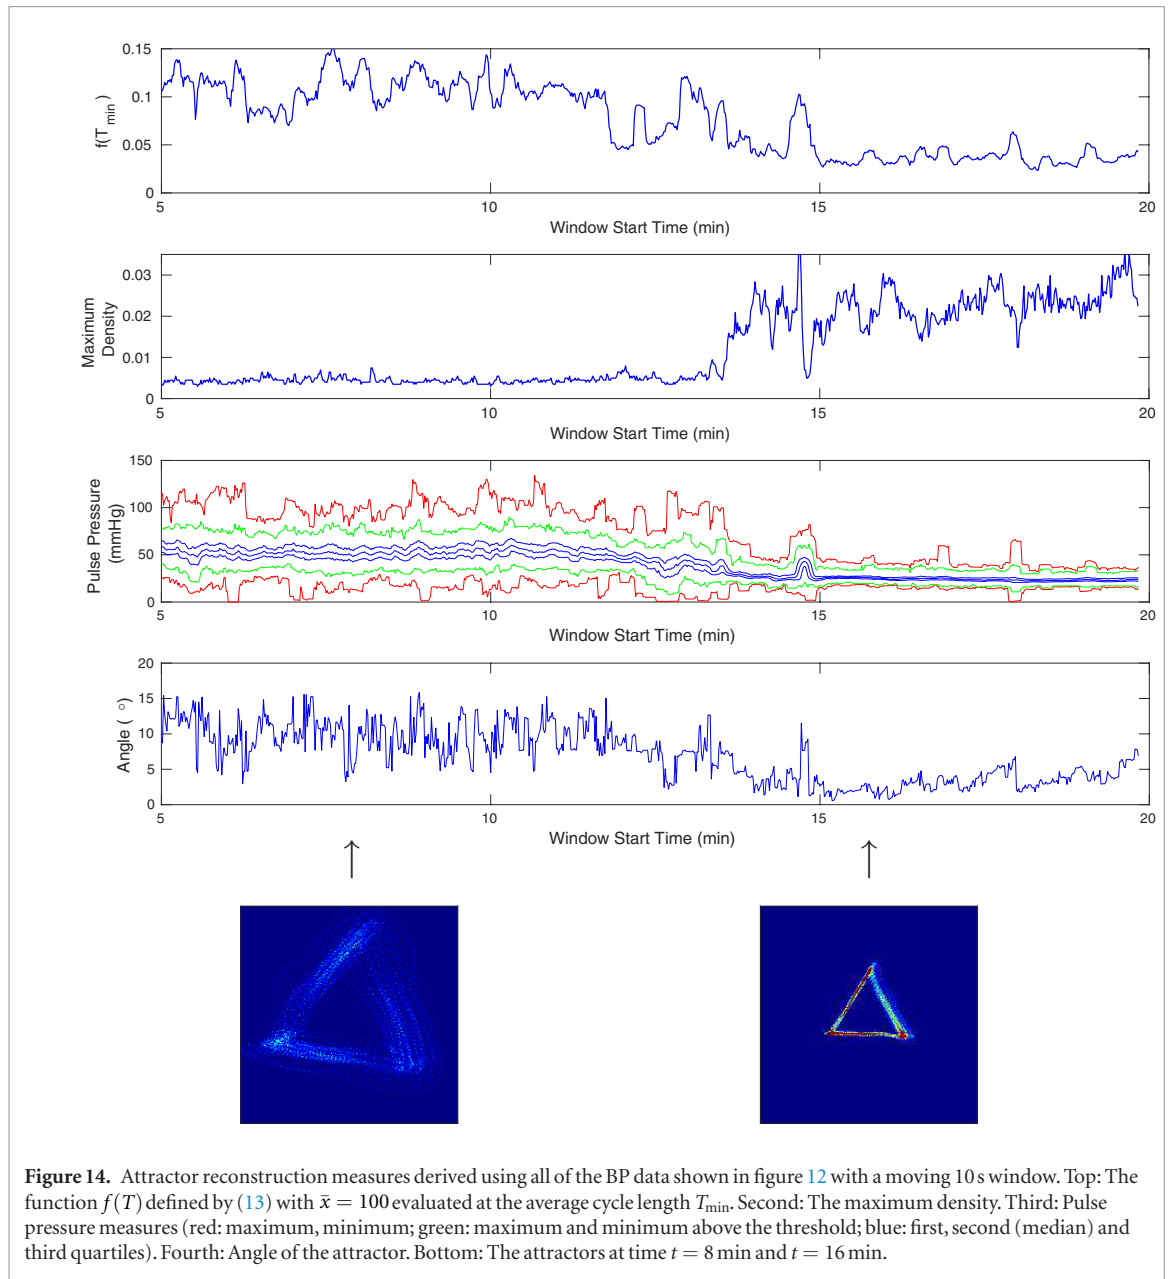 0.15
0.1
0.05
0
f(T min)
5
10
15
20
Window Start Time (min)
0.03
0.02
0.01
0
Maximum
Density
5
10
15
20
Window Start Time (min)
150
100
50
0
Pulse Pressure
(mmHg)
5
10
15
20
Window Start Time (min)
20
15
10
5
0
Angle (°)
5
10
15
20
Window Start Time (min)
Figure 14. Attractor reconstruction measures derived using all of the BP data shown in figure 12 with a moving 10 s window. Top: The
function f(T) defined by (13) with x̄ = 100 evaluated at the average cycle length Tmin. Second: The maximum density. Third: Pulse
pressure measures (red: maximum, minimum; green: maximum and minimum above the threshold; blue: first, second (median) and
third quartiles). Fourth: Angle of the attractor. Bottom: The attractors at time t = 8 min and t = 16 min.